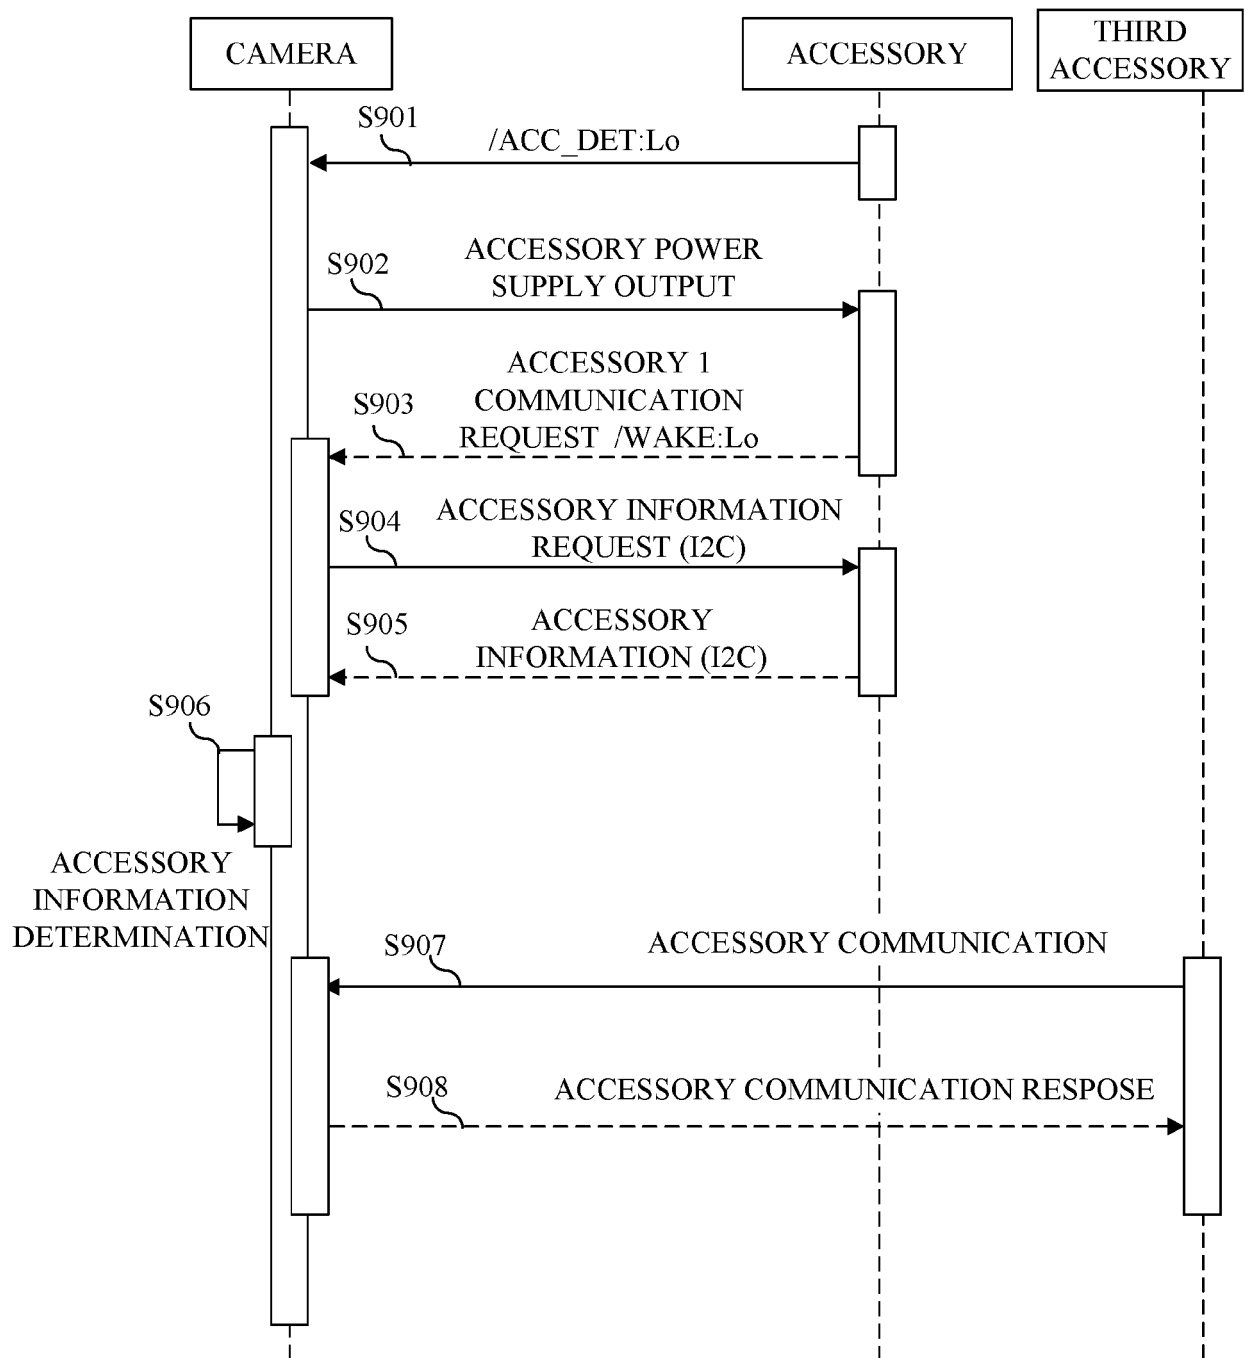 CAMERA
ACCESSORY
THIRD
ACCESSORY
S901
/ACC_DET:Lo
S902
ACCESSORY POWER
SUPPLY OUTPUT
S903
ACCESSORY 1
COMMUNICATION
REQUEST /WAKE:Lo
S904
ACCESSORY INFORMATION
REQUEST (I2C)
S905
ACCESSORY
INFORMATION (I2C)
S906
ACCESSORY
INFORMATION
DETERMINATION
S907
ACCESSORY COMMUNICATION
S908
ACCESSORY COMMUNICATION RESPOSE